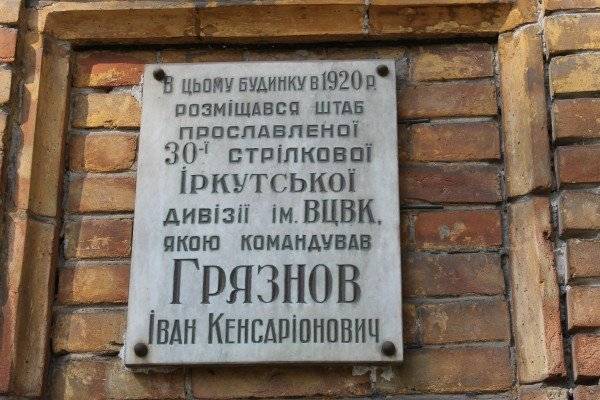 В цьому будинку в 1920 р.
розміщався штаб
прославленої
30-ї стрілкової
Іркутської
дивізії ім. ВЦВК,
якою командував
Грязнов
Іван Кенсаріонович